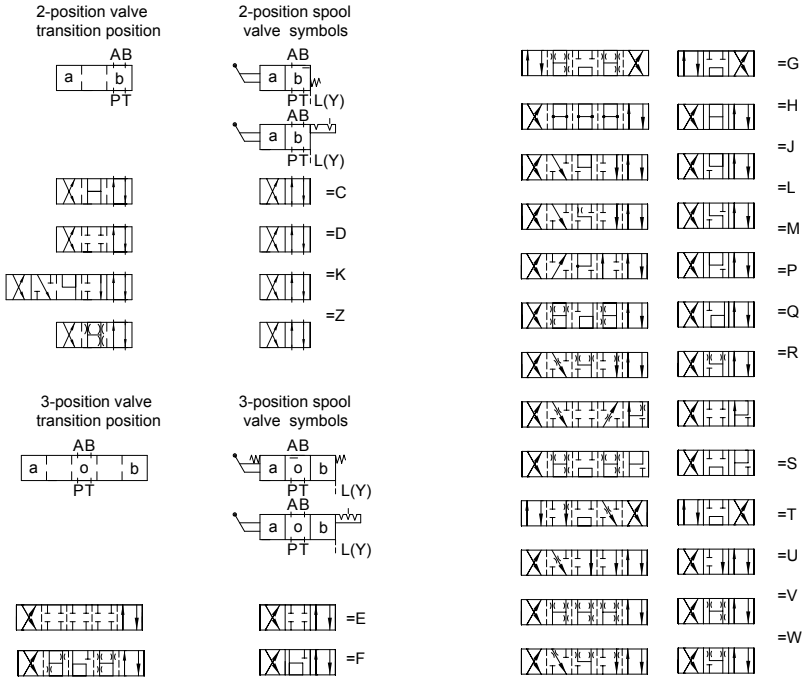 2-position valve
transition position
AB
a b
PT
2-position spool
valve symbols
AB
a b
PT L(Y)
AB
a b
PT L(Y)
=C
=D
=K
=Z
3-position valve
transition position
AB
a o b
PT
3-position spool
valve symbols
AB
a o b
PT L(Y)
AB
a o b
PT L(Y)
=E
=F
=G
=H
=J
=L
=M
=P
=Q
=R
=S
=T
=U
=V
=W